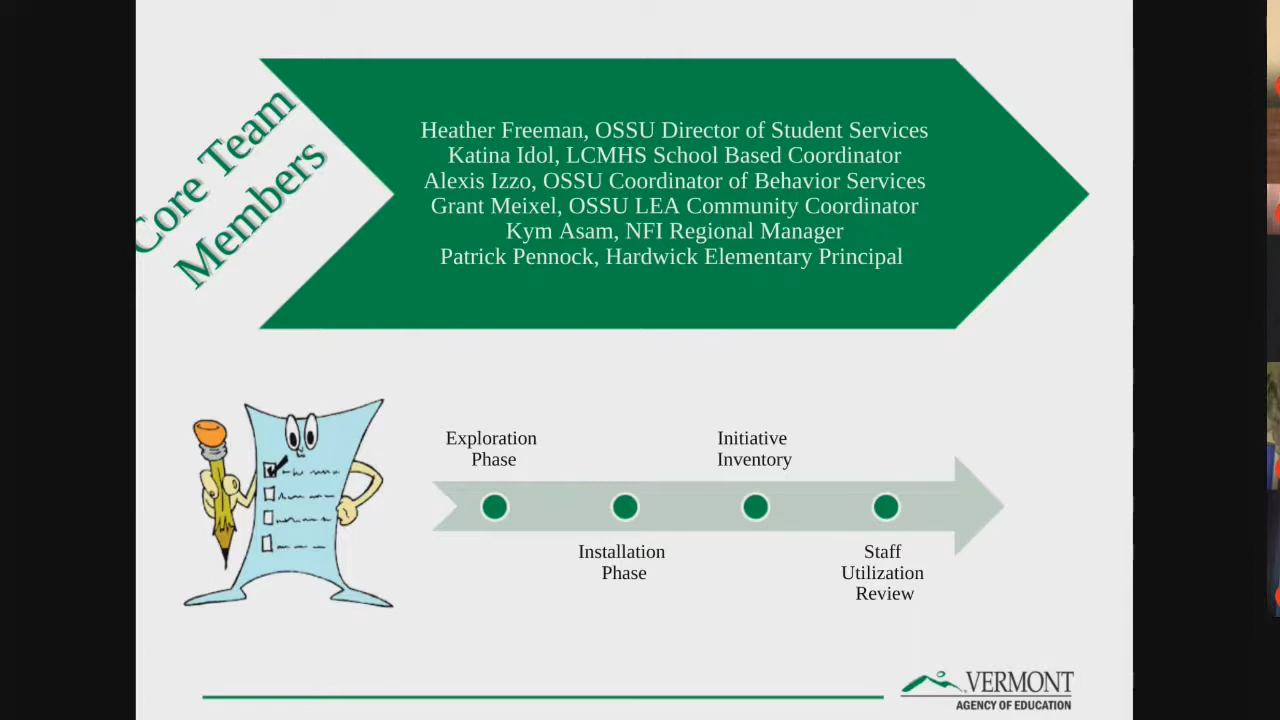 Core Team
Members
Heather Freeman, OSSU Director of Student Services
Katina Idol, LCMHS School Based Coordinator
Alexis Izzo, OSSU Coordinator of Behavior Services
Grant Meixel, OSSU LEA Community Coordinator
Kym Asam, NFI Regional Manager
Patrick Pennock, Hardwick Elementary Principal
Exploration
Phase
Initiative
Inventory
Installation
Phase
Staff
Utilization
Review
VERMONT
AGENCY OF EDUCATION